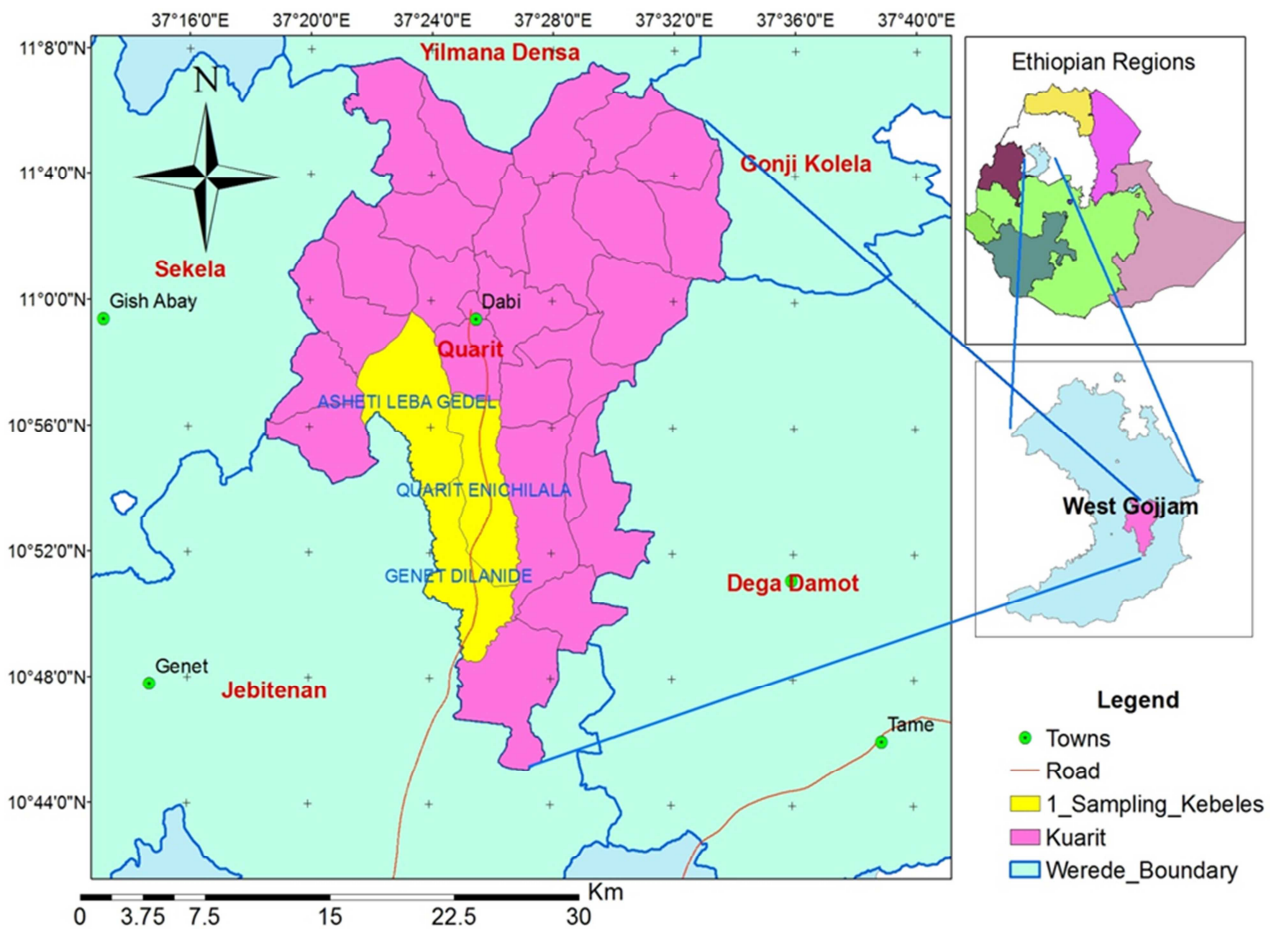 37°16'0"E 37°20'0"E 37°24'0"E 37°28'0"E 37°32'0"E 37°36'0"E 37°40'0"E
11°8'0"N
11°4'0"N
11°0'0"N
10°56'0"N
10°52'0"N
10°48'0"N
10°44'0"N
Yilmana Densa
N
Gonji Kolela
Sekela
Gish Abay
Dabi
Quarit
ASHETI LEBA GEDEL
QUARIT ENICHILALA
GENET DILANIDE
Dega Damot
Genet
Jebitenan
Tame
Km
0 3.75 7.5 15 22.5 30
Ethiopian Regions
West Gojjam
Legend
Towns
Road
1_Sampling_Kebeles
Kuarit
Werede_Boundary